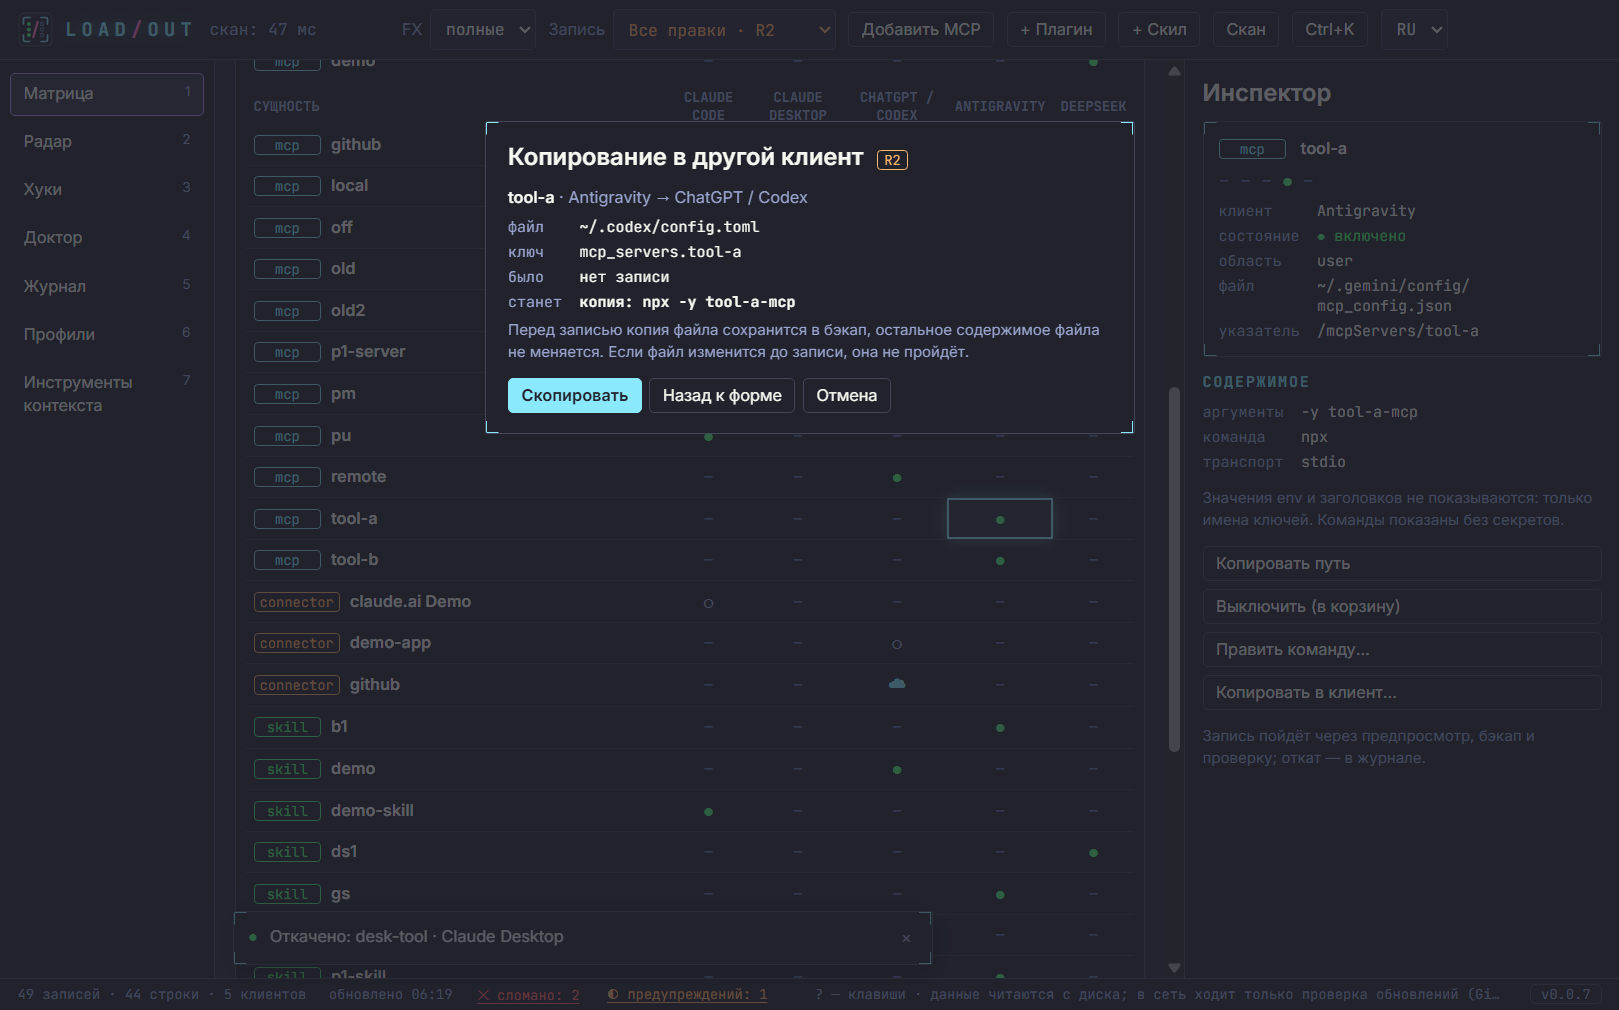 LOAD/OUT скан: 47 мс FX полные Запись Все правки · R2 Добавить MCP + Плагин + Скил Скан Ctrl+K RU
Матрица 1
Радар 2
Хуки 3
Доктор 4
Журнал 5
Профили 6
Инструменты контекста 7
mcp demo — — — — ●
СУЩНОСТЬ CLAUDE CODE CLAUDE DESKTOP CHATGPT / CODEX ANTIGRAVITY DEEPSEEK
mcp github
mcp local
mcp off
mcp old
mcp old2
mcp p1-server
mcp pm
mcp pu ● — — — —
mcp remote — — ● — —
mcp tool-a — — — ● —
mcp tool-b — — — ● —
connector claude.ai Demo ○ — — — —
connector demo-app — — ○ — —
connector github — — — —
skill b1 — — — ● —
skill demo — — ● — —
skill demo-skill ● — — — —
skill ds1 — — — — ●
skill gs — — — ● —
skill p1-skill
Копирование в другой клиент R2
tool-a · Antigravity → ChatGPT / Codex
файл ~/.codex/config.toml
ключ mcp_servers.tool-a
было нет записи
станет копия: npx -y tool-a-mcp
Перед записью копия файла сохранится в бэкап, остальное содержимое файла
не меняется. Если файл изменится до записи, она не пройдёт.
Скопировать Назад к форме Отмена
● Откачено: desk-tool · Claude Desktop ×
Инспектор
mcp tool-a
— — — ● —
клиент Antigravity
состояние ● включено
область user
файл ~/.gemini/config/
mcp_config.json
указатель /mcpServers/tool-a
СОДЕРЖИМОЕ
аргументы -y tool-a-mcp
команда npx
транспорт stdio
Значения env и заголовков не показываются: только
имена ключей. Команды показаны без секретов.
Копировать путь
Выключить (в корзину)
Править команду…
Копировать в клиент…
Запись пойдёт через предпросмотр, бэкап и
проверку; откат — в журнале.
49 записей · 44 строки · 5 клиентов обновлено 06:19 × сломано: 2 ◐ предупреждений: 1 ? — клавиши · данные читаются с диска; в сеть ходит только проверка обновлений (Gi… v0.0.7